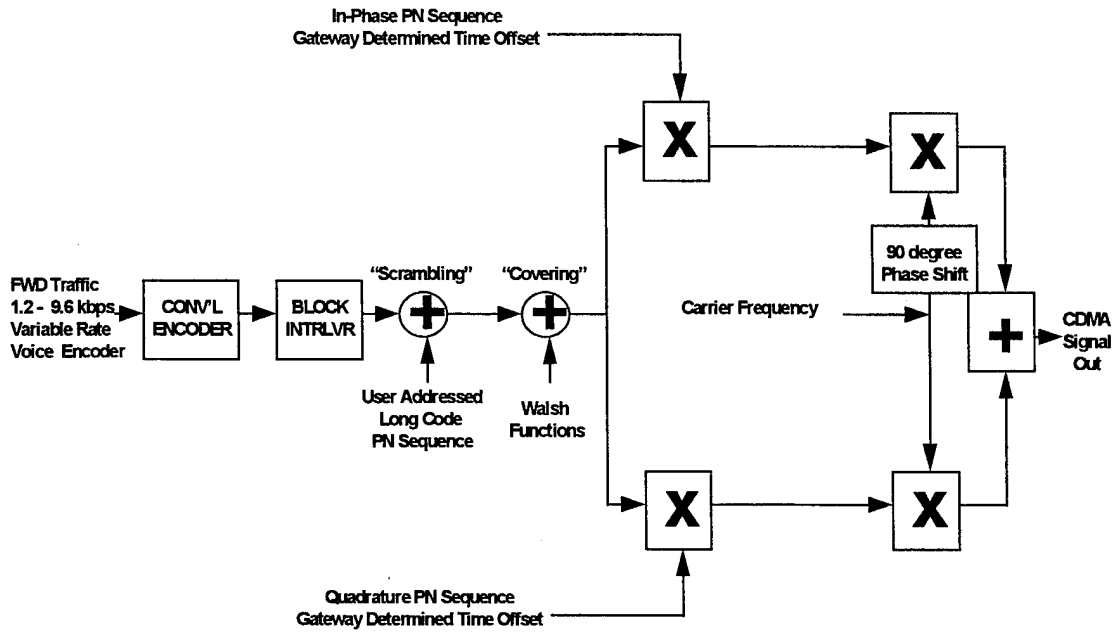 In-Phase PN Sequence
Gateway Determined Time Offset
X
X
90 degree
Phase Shift
"Scrambling"
"Covering"
FWD Traffic
1.2 - 9.6 kbps
Variable Rate
Voice Encoder
CONV'L
ENCODER
BLOCK
INTRLVR
+
+
Carrier Frequency
+
CDMA
Signal
Out
User Addressed
Long Code
PN Sequence
Walsh
Functions
X
X
Quadrature PN Sequence
Gateway Determined Time Offset